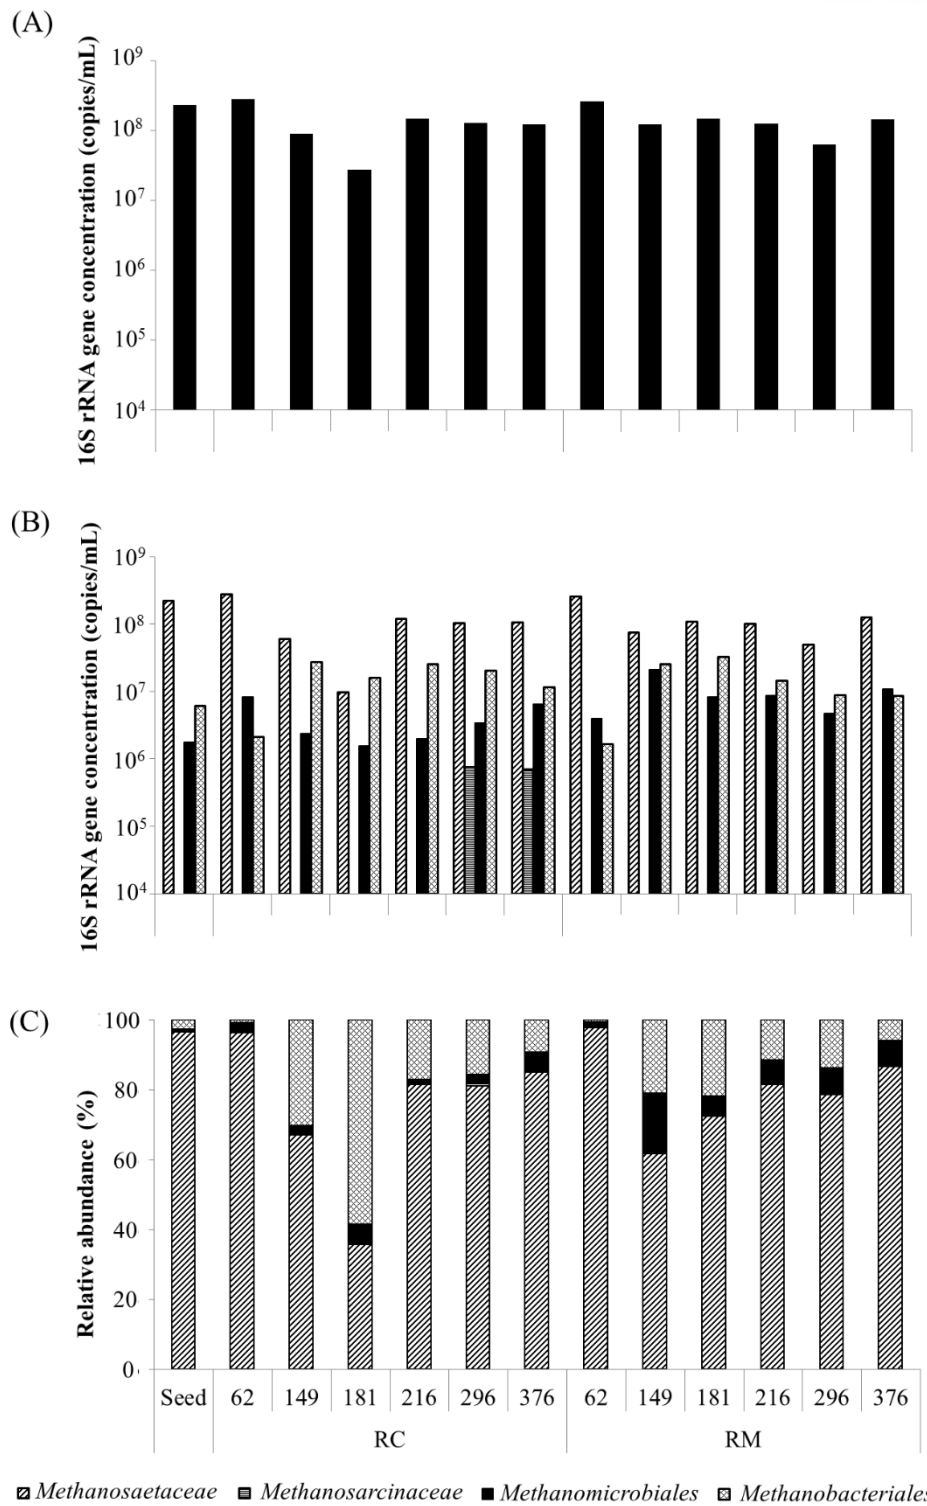 (A)
16S rRNA gene concentration (copies/mL)
10⁹
10⁸
10⁷
10⁶
10⁵
10⁴
(B)
16S rRNA gene concentration (copies/mL)
10⁹
10⁸
10⁷
10⁶
10⁵
10⁴
(C)
Relative abundance (%)
100
80
60
40
20
0
Seed 62 149 181 216 296 376 62 149 181 216 296 376
RC RM
Methanosaetaceae Methanosarcinaceae Methanomicrobiales Methanobacteriales